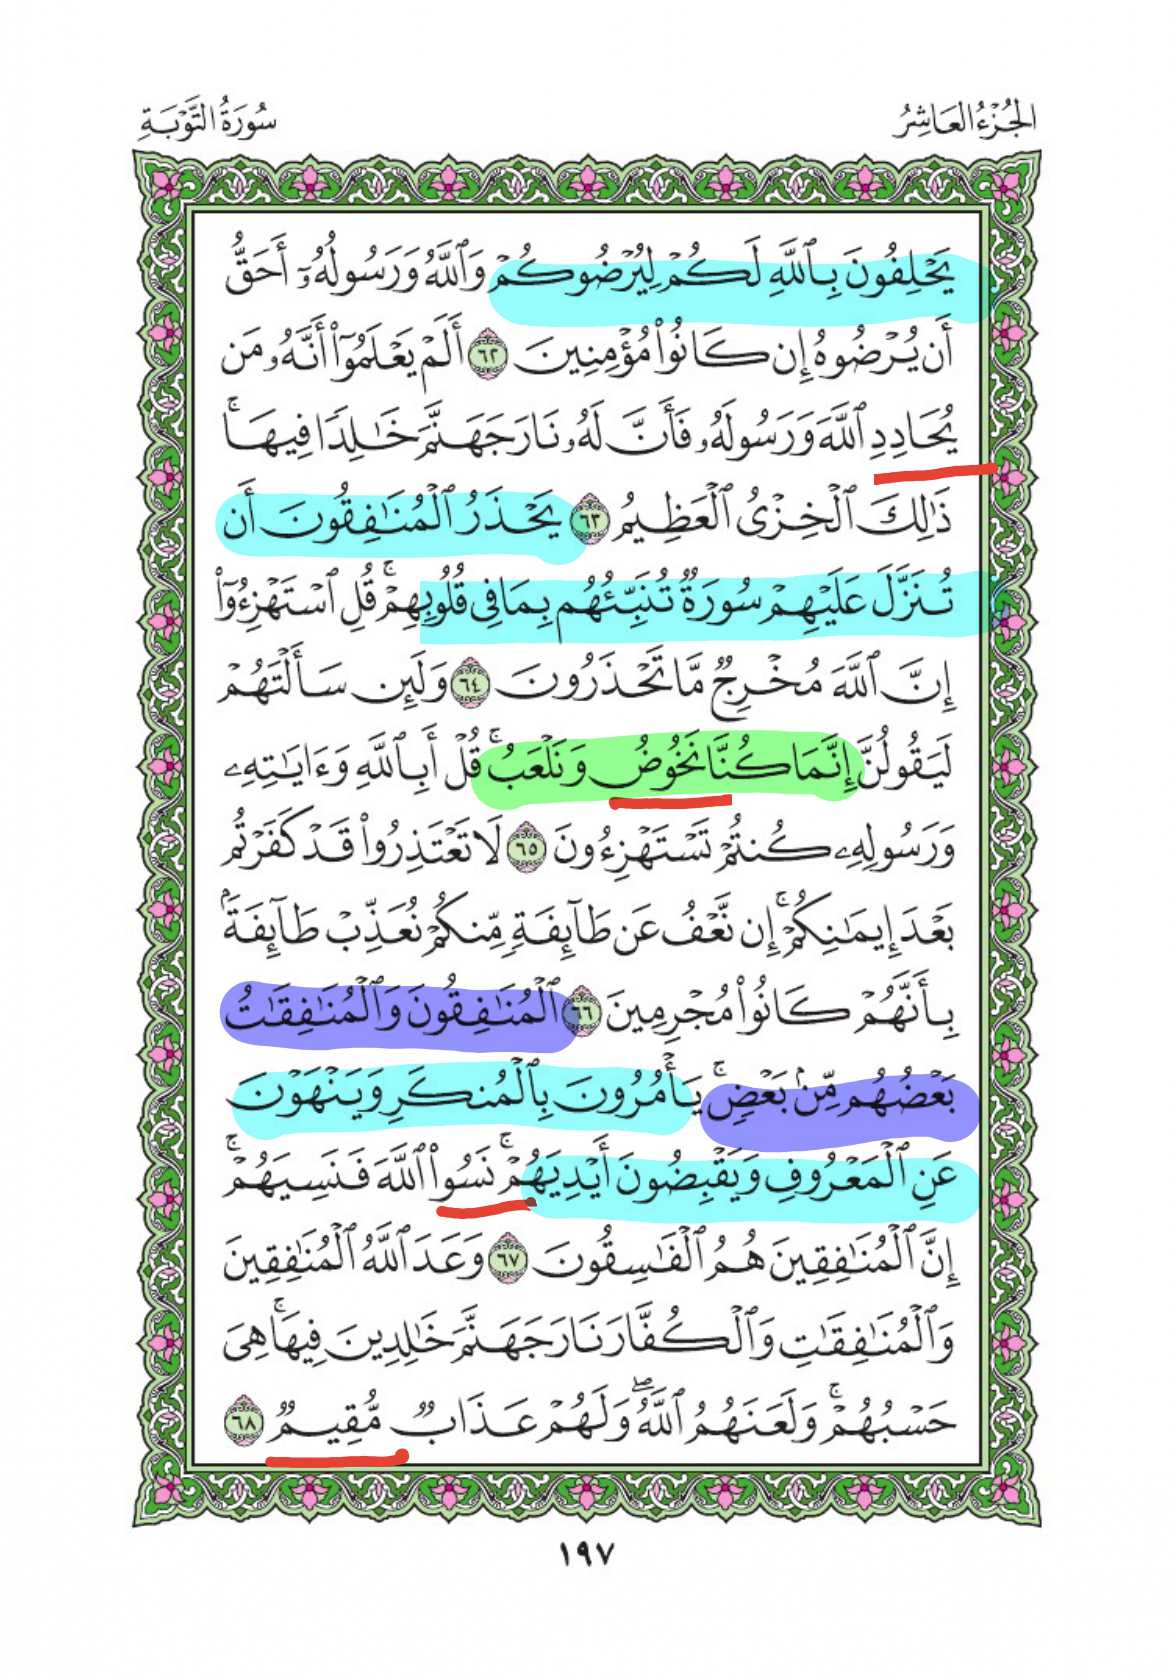 الجُزْءُ العَاشِرُ
سُورَةُ التَّوْبَةِ
يَحْلِفُونَ بِٱللَّهِ لَكُمْ لِيُرْضُوكُمْ وَٱللَّهُ وَرَسُولُهُۥٓ أَحَقُّ
أَن يُرْضُوهُ إِن كَانُوا۟ مُؤْمِنِينَ ٦٢ أَلَمْ يَعْلَمُوٓا۟ أَنَّهُۥ مَن
يُحَادِدِ ٱللَّهَ وَرَسُولَهُۥ فَأَنَّ لَهُۥ نَارَ جَهَنَّمَ خَٰلِدًا فِيهَاۚ
ذَٰلِكَ ٱلْخِزْىُ ٱلْعَظِيمُ ٦٣ يَحْذَرُ ٱلْمُنَٰفِقُونَ أَن
تُنَزَّلَ عَلَيْهِمْ سُورَةٌ تُنَبِّئُهُم بِمَا فِى قُلُوبِهِمْۚ قُلِ ٱسْتَهْزِءُوٓا۟
إِنَّ ٱللَّهَ مُخْرِجٌ مَّا تَحْذَرُونَ ٦٤ وَلَئِن سَأَلْتَهُمْ
لَيَقُولُنَّ إِنَّمَا كُنَّا نَخُوضُ وَنَلْعَبُۚ قُلْ أَبِٱللَّهِ وَءَايَٰتِهِۦ
وَرَسُولِهِۦ كُنتُمْ تَسْتَهْزِءُونَ ٦٥ لَا تَعْتَذِرُوا۟ قَدْ كَفَرْتُم
بَعْدَ إِيمَٰنِكُمْۚ إِن نَّعْفُ عَن طَآئِفَةٍ مِّنكُمْ نُعَذِّبْ طَآئِفَةَۢ
بِأَنَّهُمْ كَانُوا۟ مُجْرِمِينَ ٦٦ ٱلْمُنَٰفِقُونَ وَٱلْمُنَٰفِقَٰتُ
بَعْضُهُم مِّنۢ بَعْضٍۚ يَأْمُرُونَ بِٱلْمُنكَرِ وَيَنْهَوْنَ
عَنِ ٱلْمَعْرُوفِ وَيَقْبِضُونَ أَيْدِيَهُمْۚ نَسُوا۟ ٱللَّهَ فَنَسِيَهُمْۚ
إِنَّ ٱلْمُنَٰفِقِينَ هُمُ ٱلْفَٰسِقُونَ ٦٧ وَعَدَ ٱللَّهُ ٱلْمُنَٰفِقِينَ
وَٱلْمُنَٰفِقَٰتِ وَٱلْكُفَّارَ نَارَ جَهَنَّمَ خَٰلِدِينَ فِيهَاۚ هِىَ
حَسْبُهُمْۚ وَلَعَنَهُمُ ٱللَّهُۖ وَلَهُمْ عَذَابٌ مُّقِيمٌ ٦٨
١٩٧